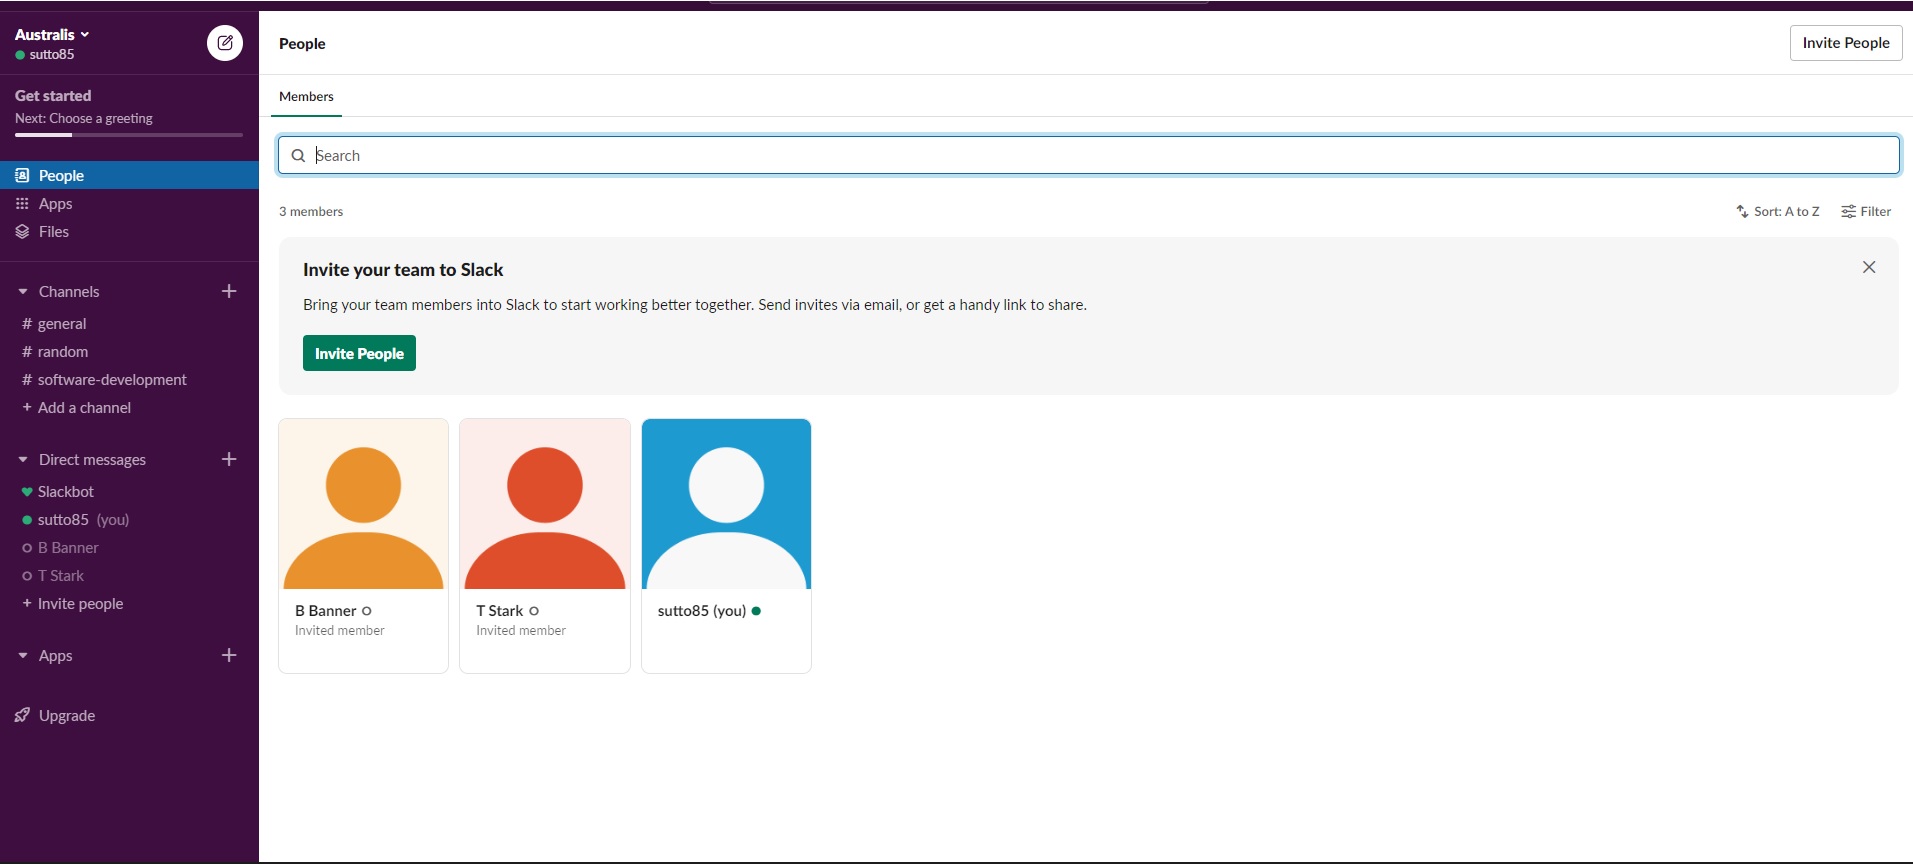 Australis
sutto85
Get started
Next: Choose a greeting
People
Apps
Files
Channels
# general
# random
# software-development
+ Add a channel
Direct messages
Slackbot
sutto85 (you)
B Banner
T Stark
+ Invite people
Apps
Upgrade
People
Invite People
Members
Search
3 members
Sort: A to Z
Filter
Invite your team to Slack
Bring your team members into Slack to start working better together. Send invites via email, or get a handy link to share.
Invite People
B Banner
Invited member
T Stark
Invited member
sutto85 (you)